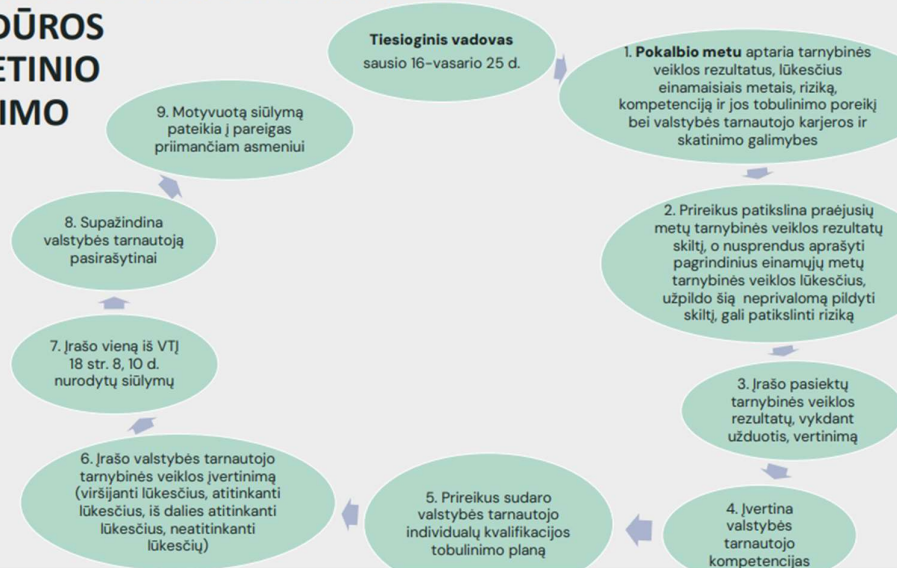 DŪROS
ETINIO
IMO
Tiesioginis vadovas
sausio 16-vasario 25 d.
1. Pokalbio metu aptaria tarnybinės
veiklos rezultatus, lūkesčius
einamaisiais metais, riziką,
kompetenciją ir jos tobulinimo poreikį
bei valstybės tarnautojo karjeros ir
skatinimo galimybes
2. Prireikus patikslina praėjusių
metų tarnybinės veiklos rezultatų
skiltį, o nusprendus aprašyti
pagrindinius einamųjų metų
tarnybinės veiklos lūkesčius,
užpildo šią neprivalomą pildyti
skiltį, gali patikslinti riziką
3. Įrašo pasiektų
tarnybinės veiklos
rezultatų, vykdant
užduotis, vertinimą
4. Įvertina
valstybės
tarnautojo
kompetencijas
5. Prireikus sudaro
valstybės tarnautojo
individualų kvalifikacijos
tobulinimo planą
6. Įrašo valstybės tarnautojo
tarnybinės veiklos įvertinimą
(viršijanti lūkesčius, atitinkanti
lūkesčius, iš dalies atitinkanti
lūkesčius, neatitinkanti
lūkesčių)
7. Įrašo vieną iš VTĮ
18 str. 8, 10 d.
nurodytų siūlymų
8. Supažindina
valstybės tarnautoją
pasirašytinai
9. Motyvuotą siūlymą
pateikia į pareigas
priimančiam asmeniui